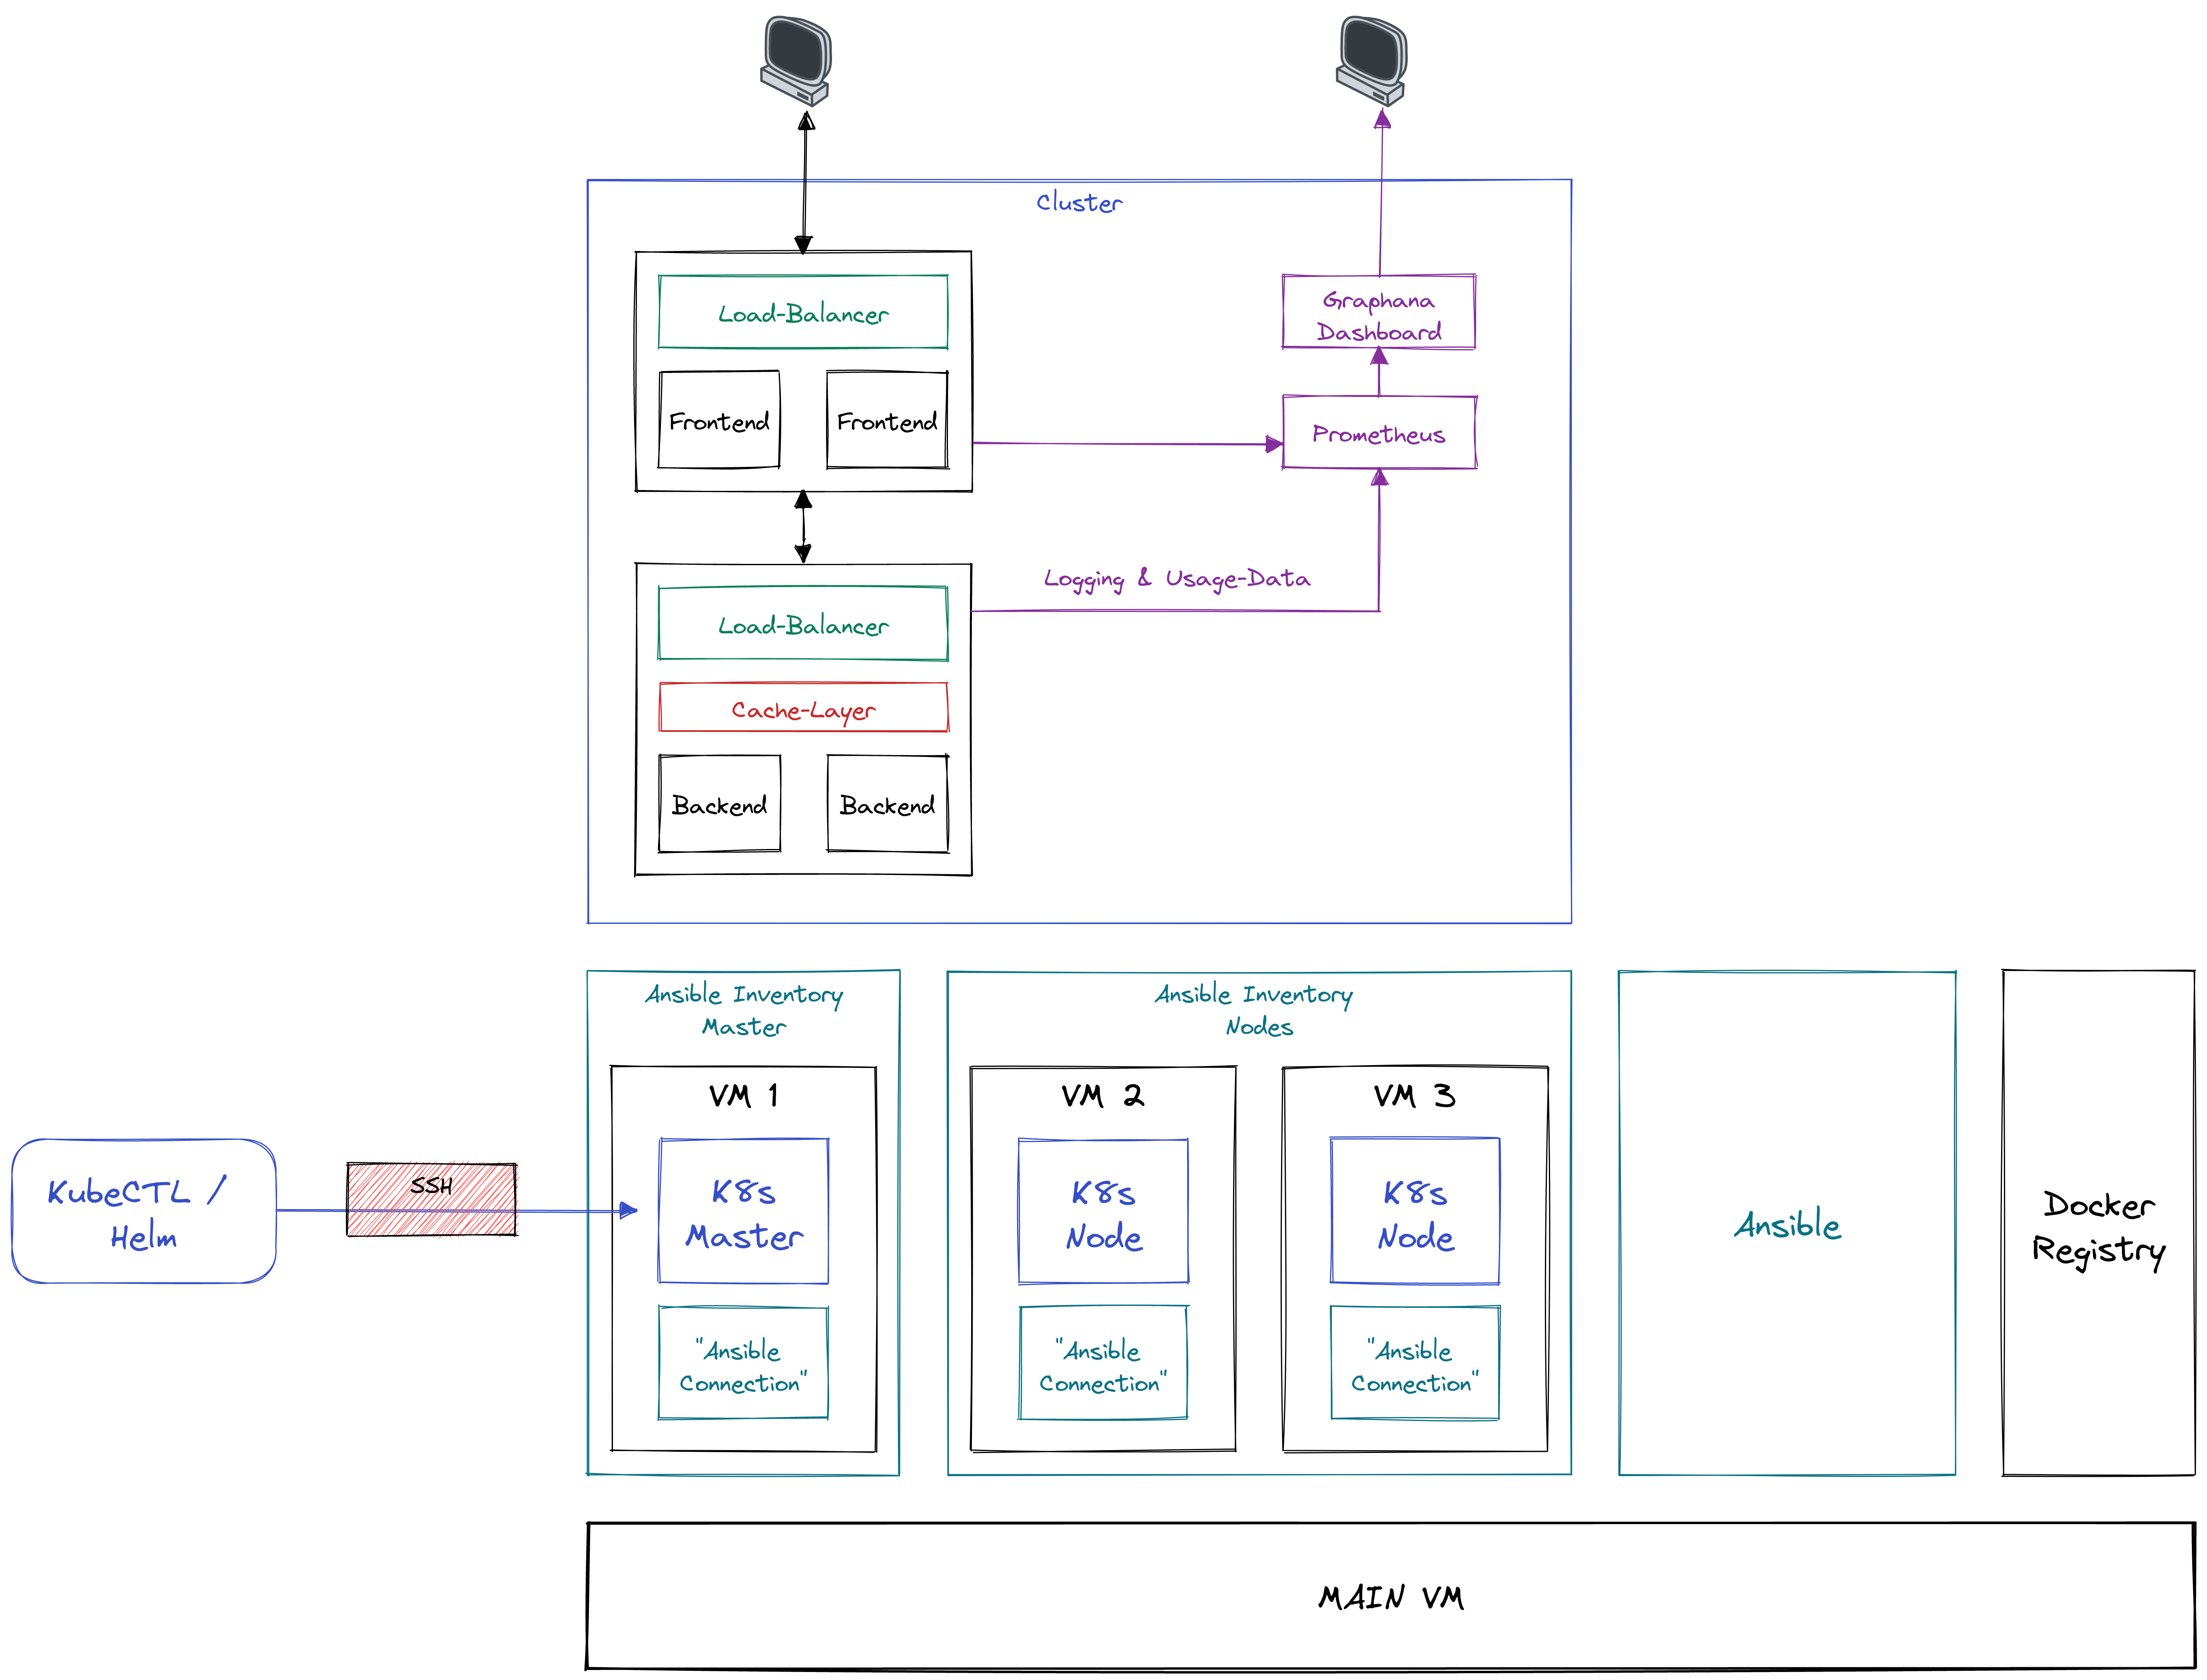 Cluster
Load-Balancer
Frontend
Frontend
Graphana
Dashboard
Prometheus
Logging & Usage-Data
Load-Balancer
Cache-Layer
Backend
Backend
Ansible Inventory
Master
VM 1
K8s
Master
"Ansible
Connection"
Ansible Inventory
Nodes
VM 2
K8s
Node
"Ansible
Connection"
VM 3
K8s
Node
"Ansible
Connection"
KubeCTL /
Helm
SSH
Ansible
Docker
Registry
MAIN VM